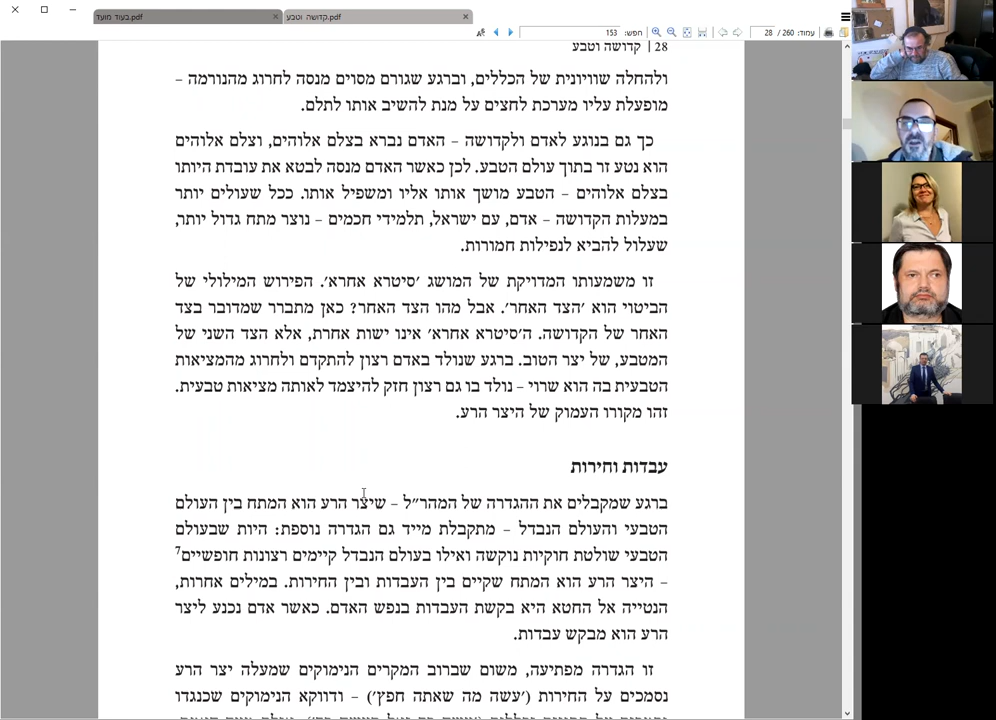 בעוד מועד.pdf
קדושה וטבע.pdf
עמוד: 28 / 260
חפש: 153
28 | קדושה וטבע
ולהחלה שוויונית של הכללים, וברגע שגורם מסוים מנסה לחרוג מהנורמה –
מופעלת עליו מערכת לחצים על מנת להשיב אותו לתלם.
כך גם בנוגע לאדם ולקדושה – האדם נברא בצלם אלוהים, וצלם אלוהים
הוא נטע זר בתוך עולם הטבע. לכן כאשר האדם מנסה לבטא את עובדת היותו
בצלם אלוהים – הטבע מושך אותו אליו ומשפיל אותו. ככל שעולים יותר
במעלות הקדושה – אדם, עם ישראל, תלמידי חכמים – נוצר מתח גדול יותר,
שעלול להביא לנפילות חמורות.
זו משמעותו המדויקת של המושג 'סיטרא אחרא'. הפירוש המילולי של
הביטוי הוא 'הצד האחר'. אבל מהו הצד האחר? כאן מתברר שמדובר בצד
האחר של הקדושה. ה'סיטרא אחרא' אינו ישות אחרת, אלא הצד השני של
המטבע, של יצר הטוב. ברגע שנולד באדם רצון להתקדם ולחרוג מהמציאות
הטבעית בה הוא שרוי – נולד בו גם רצון חזק להיצמד לאותה מציאות טבעית.
זהו מקורו העמוק של היצר הרע.
עבדות וחירות
ברגע שמקבלים את ההגדרה של המהר״ל – שיצר הרע הוא המתח בין העולם
הטבעי והעולם הנבדל – מתקבלת מייד גם הגדרה נוספת: היות שבעולם
הטבעי שולטת חוקיות נוקשה ואילו בעולם הנבדל קיימים רצונות חופשיים7
– היצר הרע הוא המתח שקיים בין העבדות ובין החירות. במילים אחרות,
הנטייה אל החטא היא בקשת העבדות בנפש האדם. כאשר אדם נכנע ליצר
הרע הוא מבקש עבדות.
זו הגדרה מפתיעה, משום שברוב המקרים הנימוקים שמעלה יצר הרע
נסמכים על החירות ('עשה מה שאתה חפץ') – ודווקא הנימוקים שכנגדו